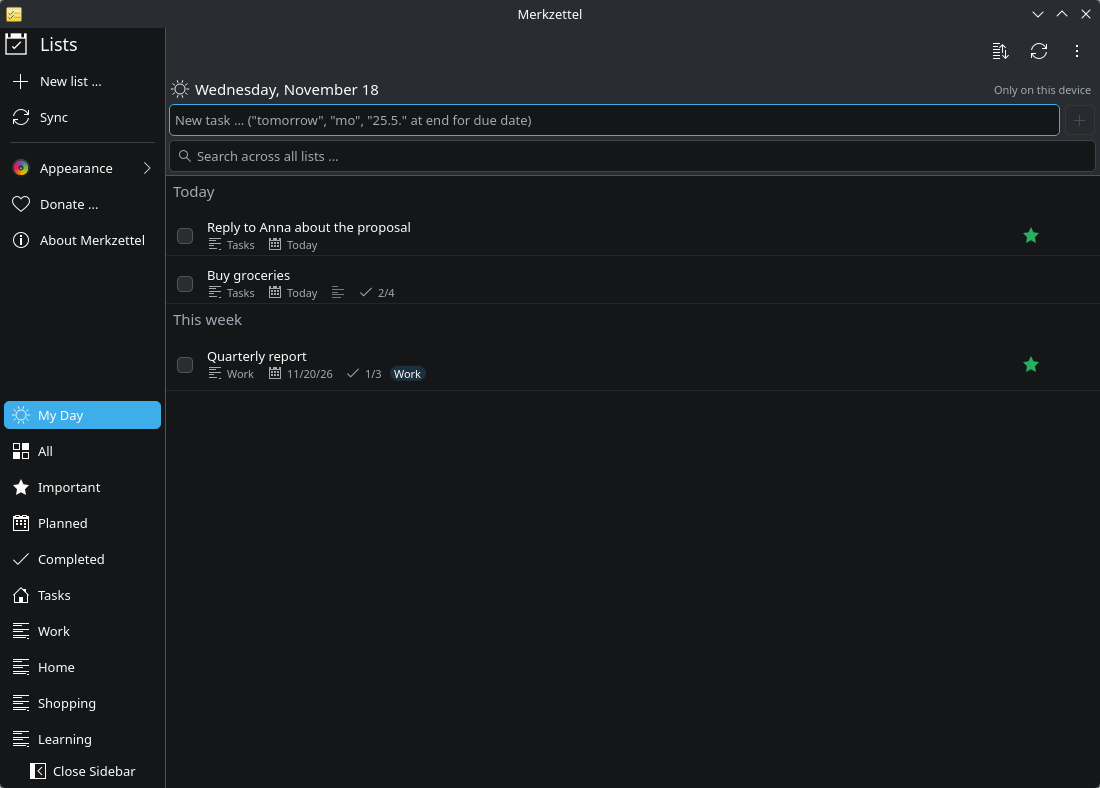 Merkzettel
Lists
New list ...
Sync
Appearance
Donate ...
About Merkzettel
My Day
All
Important
Planned
Completed
Tasks
Work
Home
Shopping
Learning
Close Sidebar
Wednesday, November 18
Only on this device
New task ... ("tomorrow", "mo", "25.5." at end for due date)
Search across all lists ...
Today
Reply to Anna about the proposal
Tasks Today
Buy groceries
Tasks Today 2/4
This week
Quarterly report
Work 11/20/26 1/3 Work